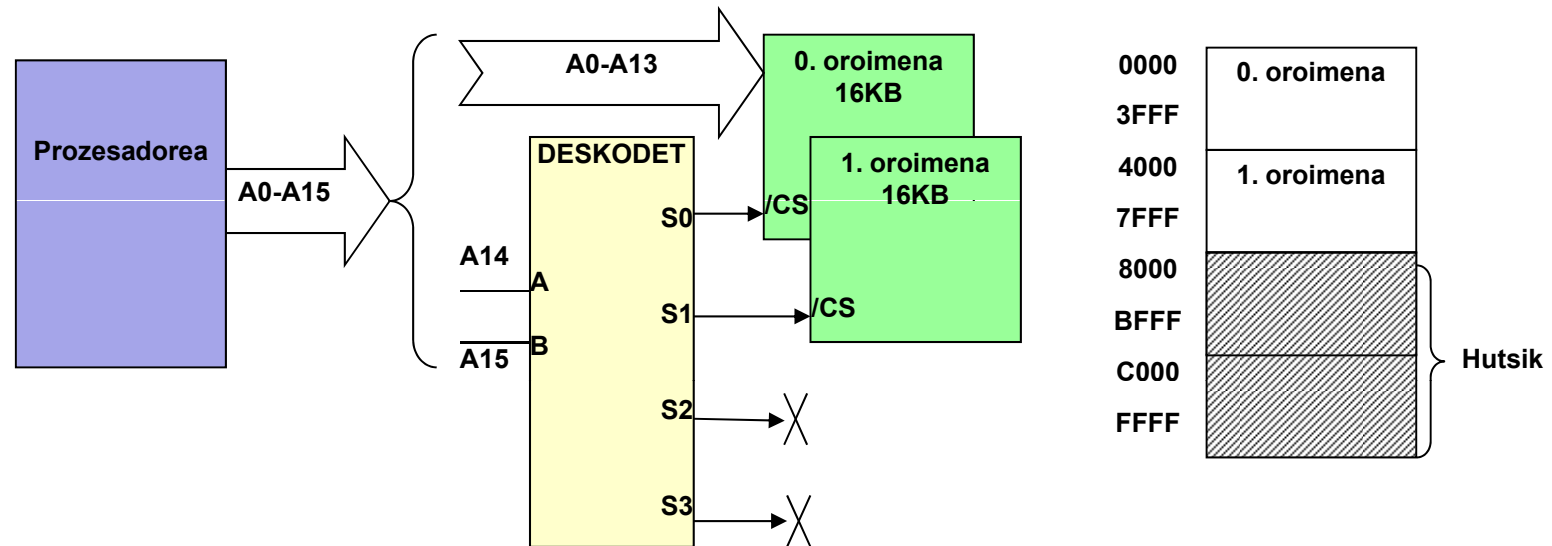 Prozesadorea
A0-A15
A0-A13
A14
A15
DESKODET
A
B
S0
S1
S2
S3
0. oroimena
16KB
/CS
1. oroimena
16KB
/CS
0000
3FFF
4000
7FFF
8000
BFFF
C000
FFFF
0. oroimena
1. oroimena
Hutsik